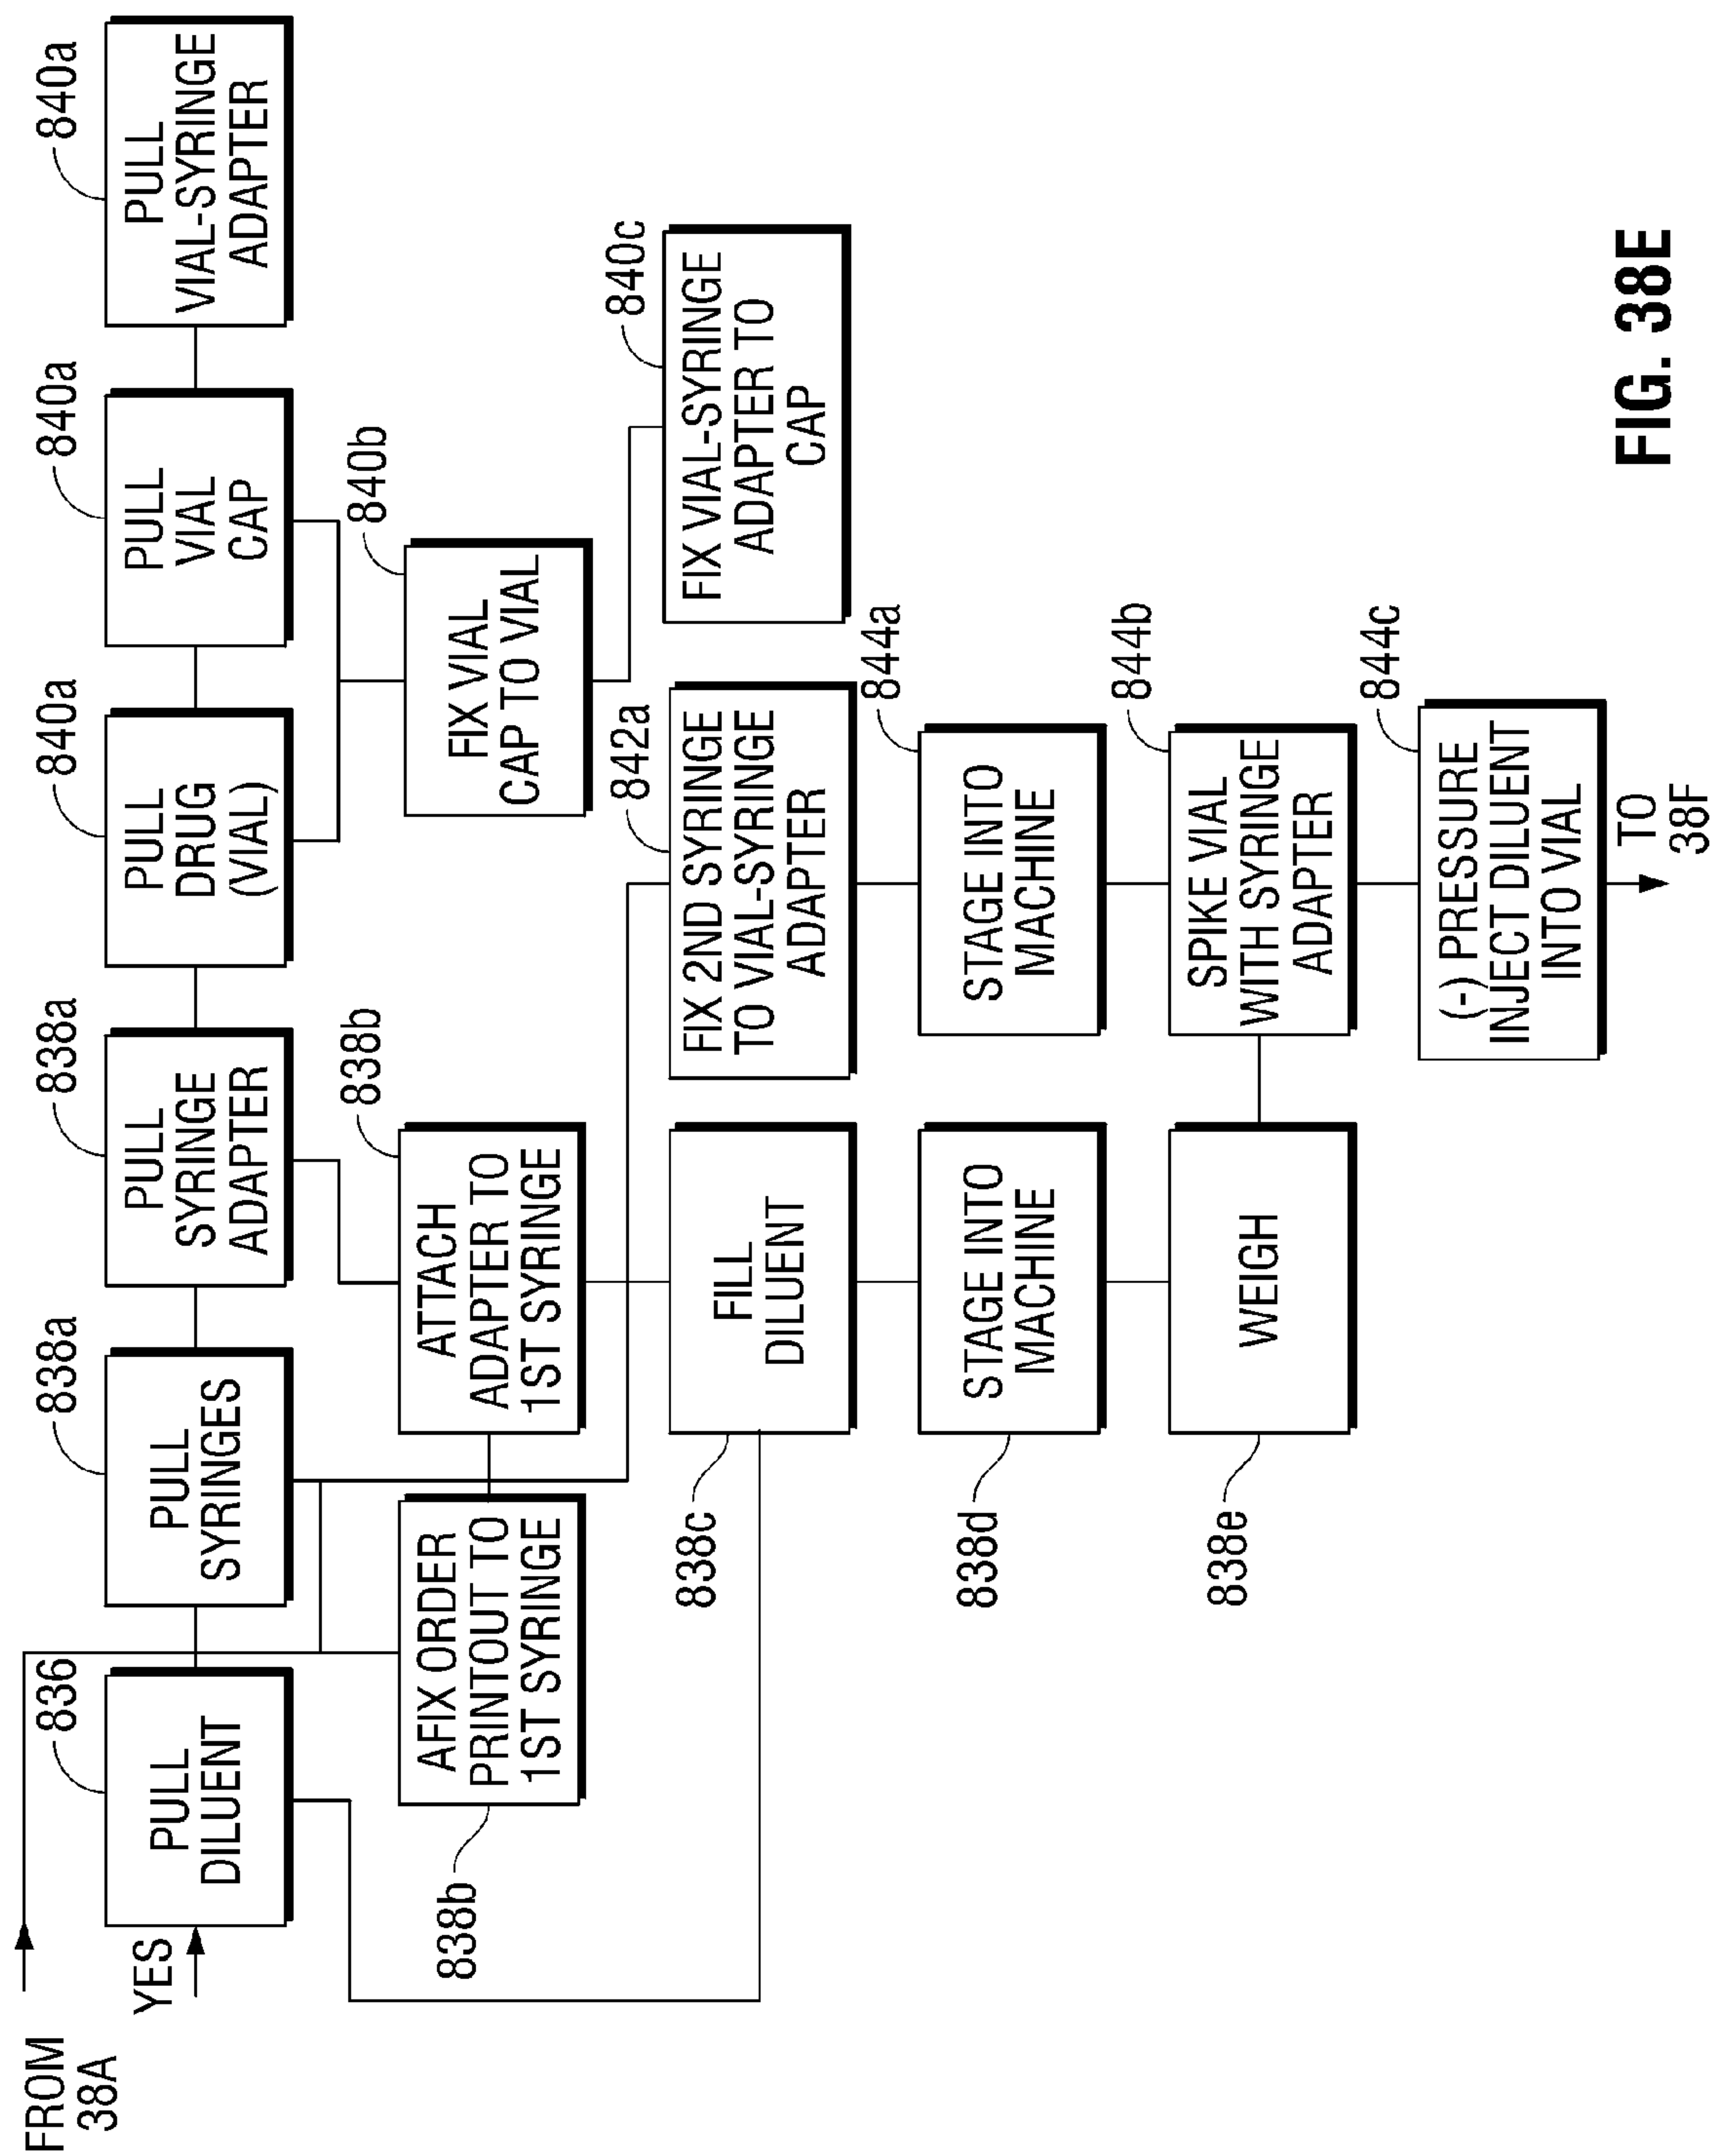 FROM
38A
YES
836
PULL
DILUENT
838a
PULL
SYRINGES
838a
PULL
SYRINGE
ADAPTER
840a
PULL
DRUG
(VIAL)
840a
PULL
VIAL
CAP
840a
PULL
VIAL-SYRINGE
ADAPTER
838b
AFIX ORDER
PRINTOUT TO
1ST SYRINGE
838b
ATTACH
ADAPTER TO
1ST SYRINGE
840b
FIX VIAL
CAP TO VIAL
838c
FILL
DILUENT
842a
FIX 2ND SYRINGE
TO VIAL-SYRINGE
ADAPTER
840c
FIX VIAL-SYRINGE
ADAPTER TO
CAP
838d
STAGE INTO
MACHINE
844a
STAGE INTO
MACHINE
838e
WEIGH
844b
SPIKE VIAL
WITH SYRINGE
ADAPTER
844c
(-) PRESSURE
INJECT DILUENT
INTO VIAL
TO
38F
FIG. 38E